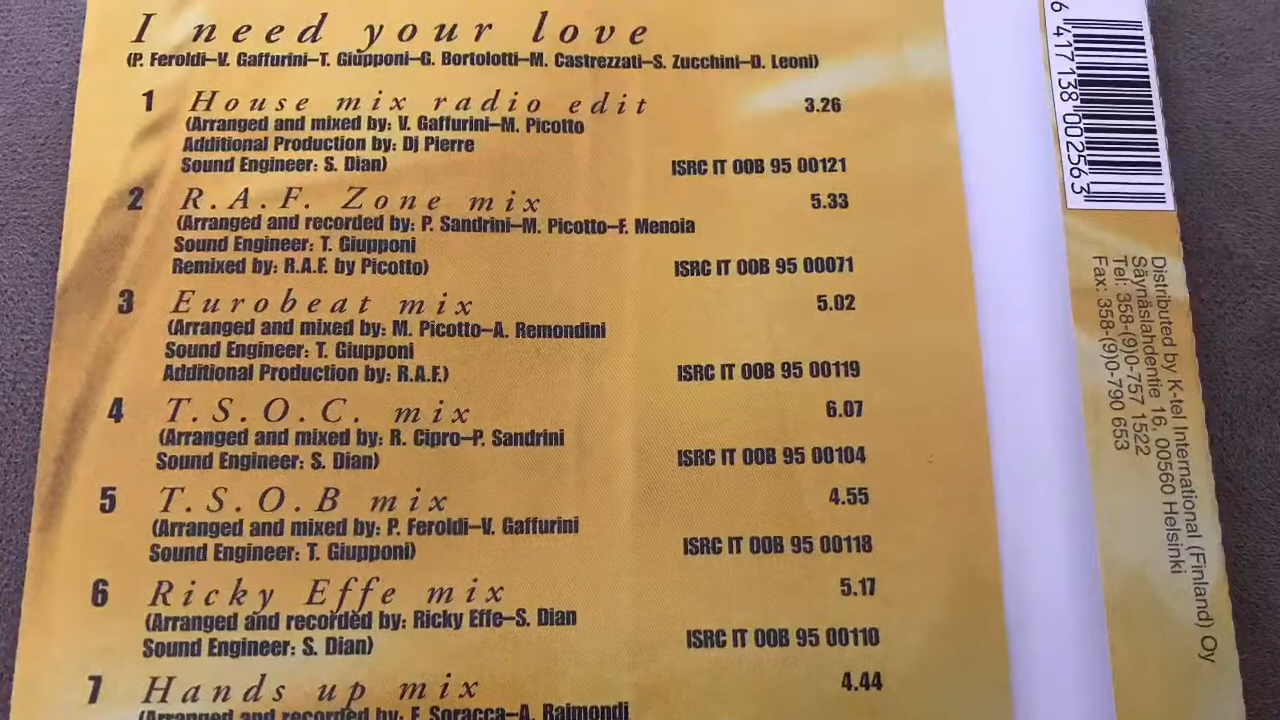 I need your love
(P. Feroldi–V. Gaffurini–T. Giupponi–G. Bortolotti–M. Castrezzati–S. Zucchini–D. Leoni)
1 House mix radio edit 3.26
(Arranged and mixed by: V. Gaffurini–M. Picotto
Additional Production by: Dj Pierre
Sound Engineer: S. Dian) ISRC IT 00B 95 00121
2 R.A.F. Zone mix 5.33
(Arranged and recorded by: P. Sandrini–M. Picotto–F. Menoia
Sound Engineer: T. Giupponi
Remixed by: R.A.F. by Picotto) ISRC IT 00B 95 00071
3 Eurobeat mix 5.02
(Arranged and mixed by: M. Picotto–A. Remondini
Sound Engineer: T. Giupponi
Additional Production by: R.A.F.) ISRC IT 00B 95 00119
4 T.S.O.C. mix 6.07
(Arranged and mixed by: R. Cipro–P. Sandrini
Sound Engineer: S. Dian) ISRC IT 00B 95 00104
5 T.S.O.B mix 4.55
(Arranged and mixed by: P. Feroldi–V. Gaffurini
Sound Engineer: T. Giupponi) ISRC IT 00B 95 00118
6 Ricky Effe mix 5.17
(Arranged and recorded by: Ricky Effe–S. Dian
Sound Engineer: S. Dian) ISRC IT 00B 95 00110
7 Hands up mix 4.44
(Arranged and recorded by: F. Soracca–A. Raimondi
6 417138 002563
Distributed by K-tel International (Finland) Oy
Säynäslahdentie 16, 00560 Helsinki
Tel: 358-(9)0-757 1522
Fax: 358-(9)0-790 653